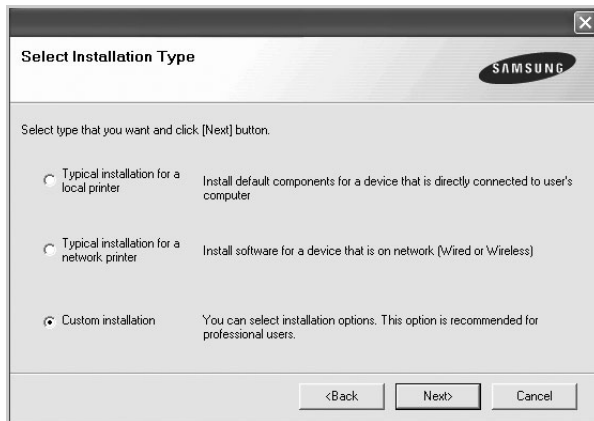 Select Installation Type
SAMSUNG
Select type that you want and click [Next] button.
Typical installation for a
local printer
Install default components for a device that is directly connected to user's
computer
Typical installation for a
network printer
Install software for a device that is on network (Wired or Wireless)
Custom installation
You can select installation options. This option is recommended for
professional users.
<Back
Next>
Cancel